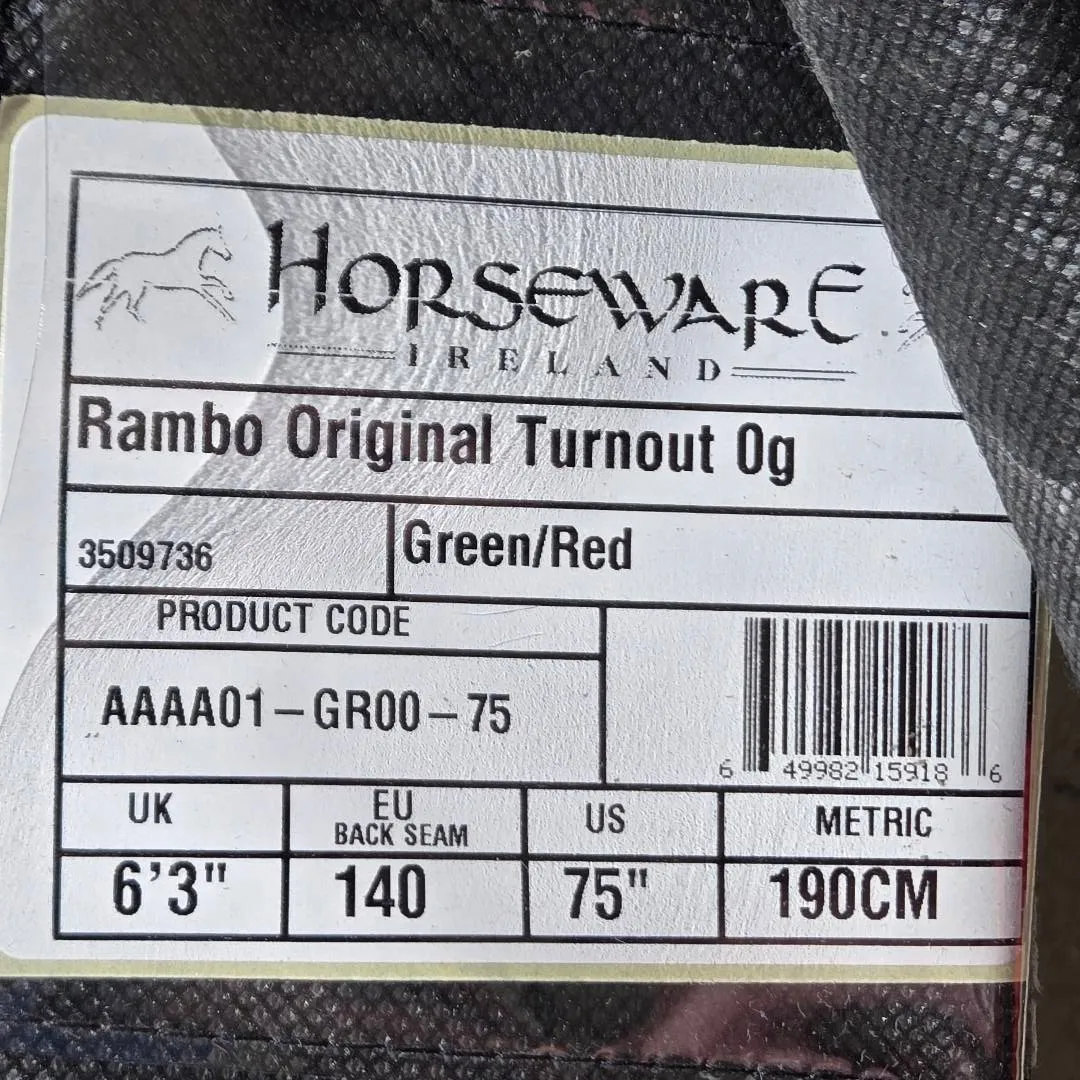 HORSEWARE
IRELAND
Rambo Original Turnout 0g
3509736
Green/Red
PRODUCT CODE
AAAA01-GR00-75
6 49982 15918 6
UK
EU
BACK SEAM
US
METRIC
6'3"
140
75"
190CM